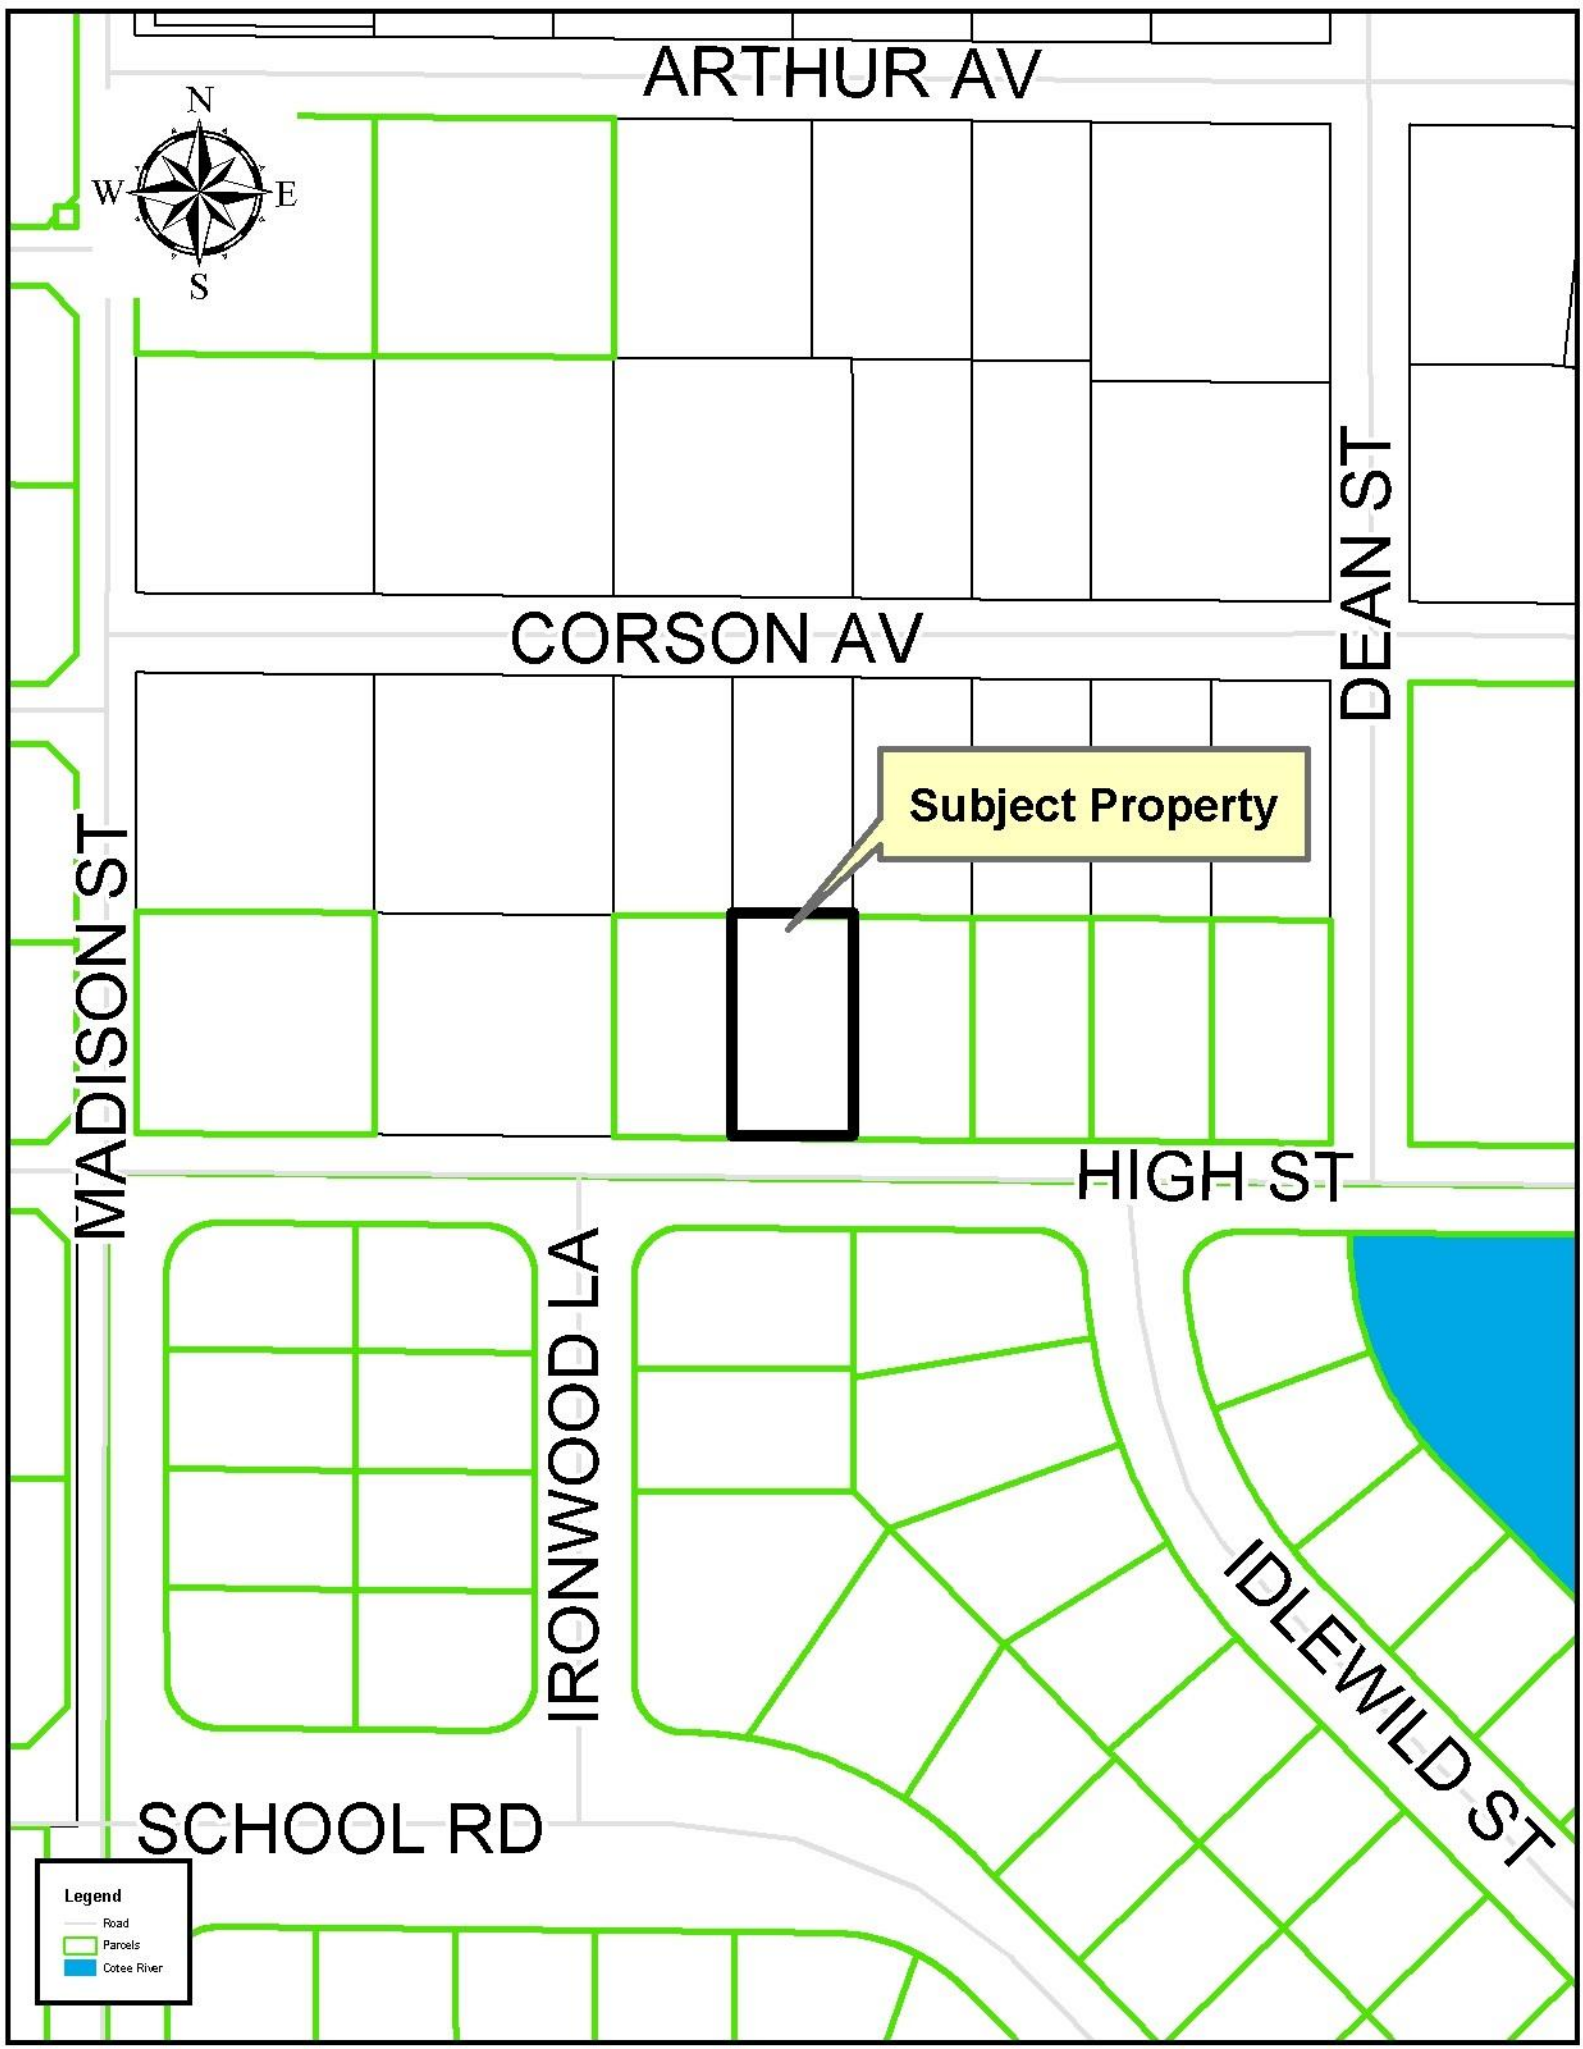 ARTHUR AV
N
W
E
S
DEAN ST
CORSON AV
Subject Property
MADISON ST
HIGH ST
IRONWOOD LA
IDLEWILD ST
SCHOOL RD
Legend
Road
Parcels
Cotee River